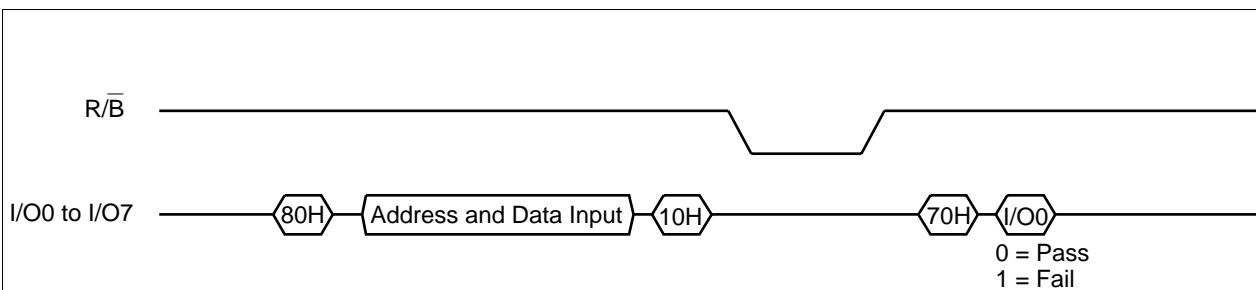 R/B̅
I/O0 to I/O7 80H Address and Data Input 10H 70H I/O0
0 = Pass
1 = Fail